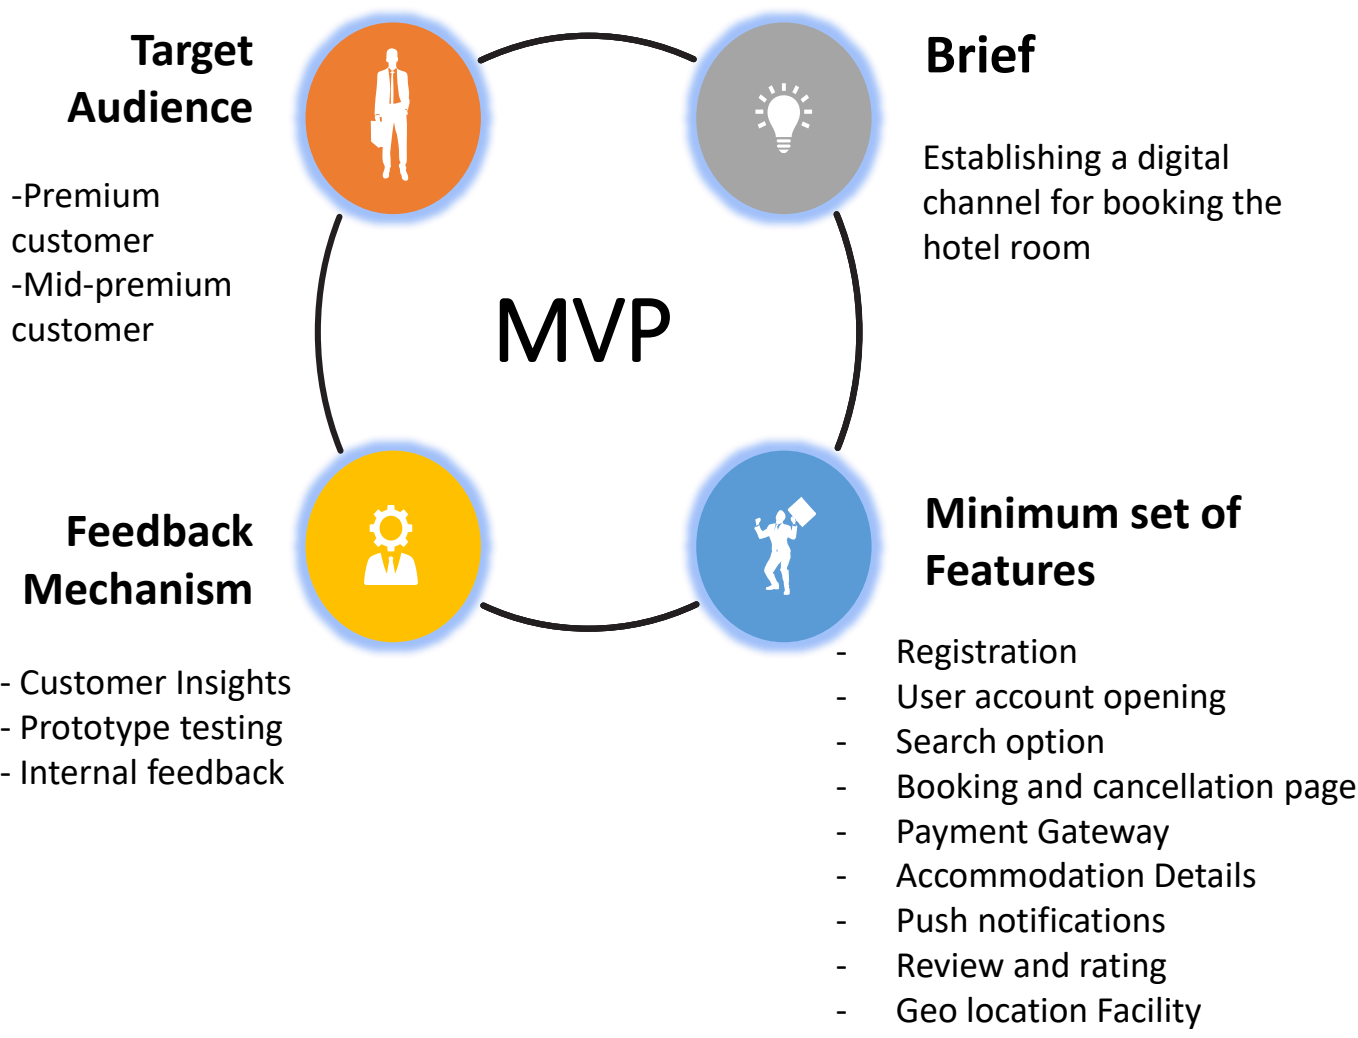 Target
Audience
-Premium
customer
-Mid-premium
customer
Brief
Establishing a digital
channel for booking the
hotel room
MVP
Feedback
Mechanism
- Customer Insights
- Prototype testing
- Internal feedback
Minimum set of
Features
- Registration
- User account opening
- Search option
- Booking and cancellation page
- Payment Gateway
- Accommodation Details
- Push notifications
- Review and rating
- Geo location Facility